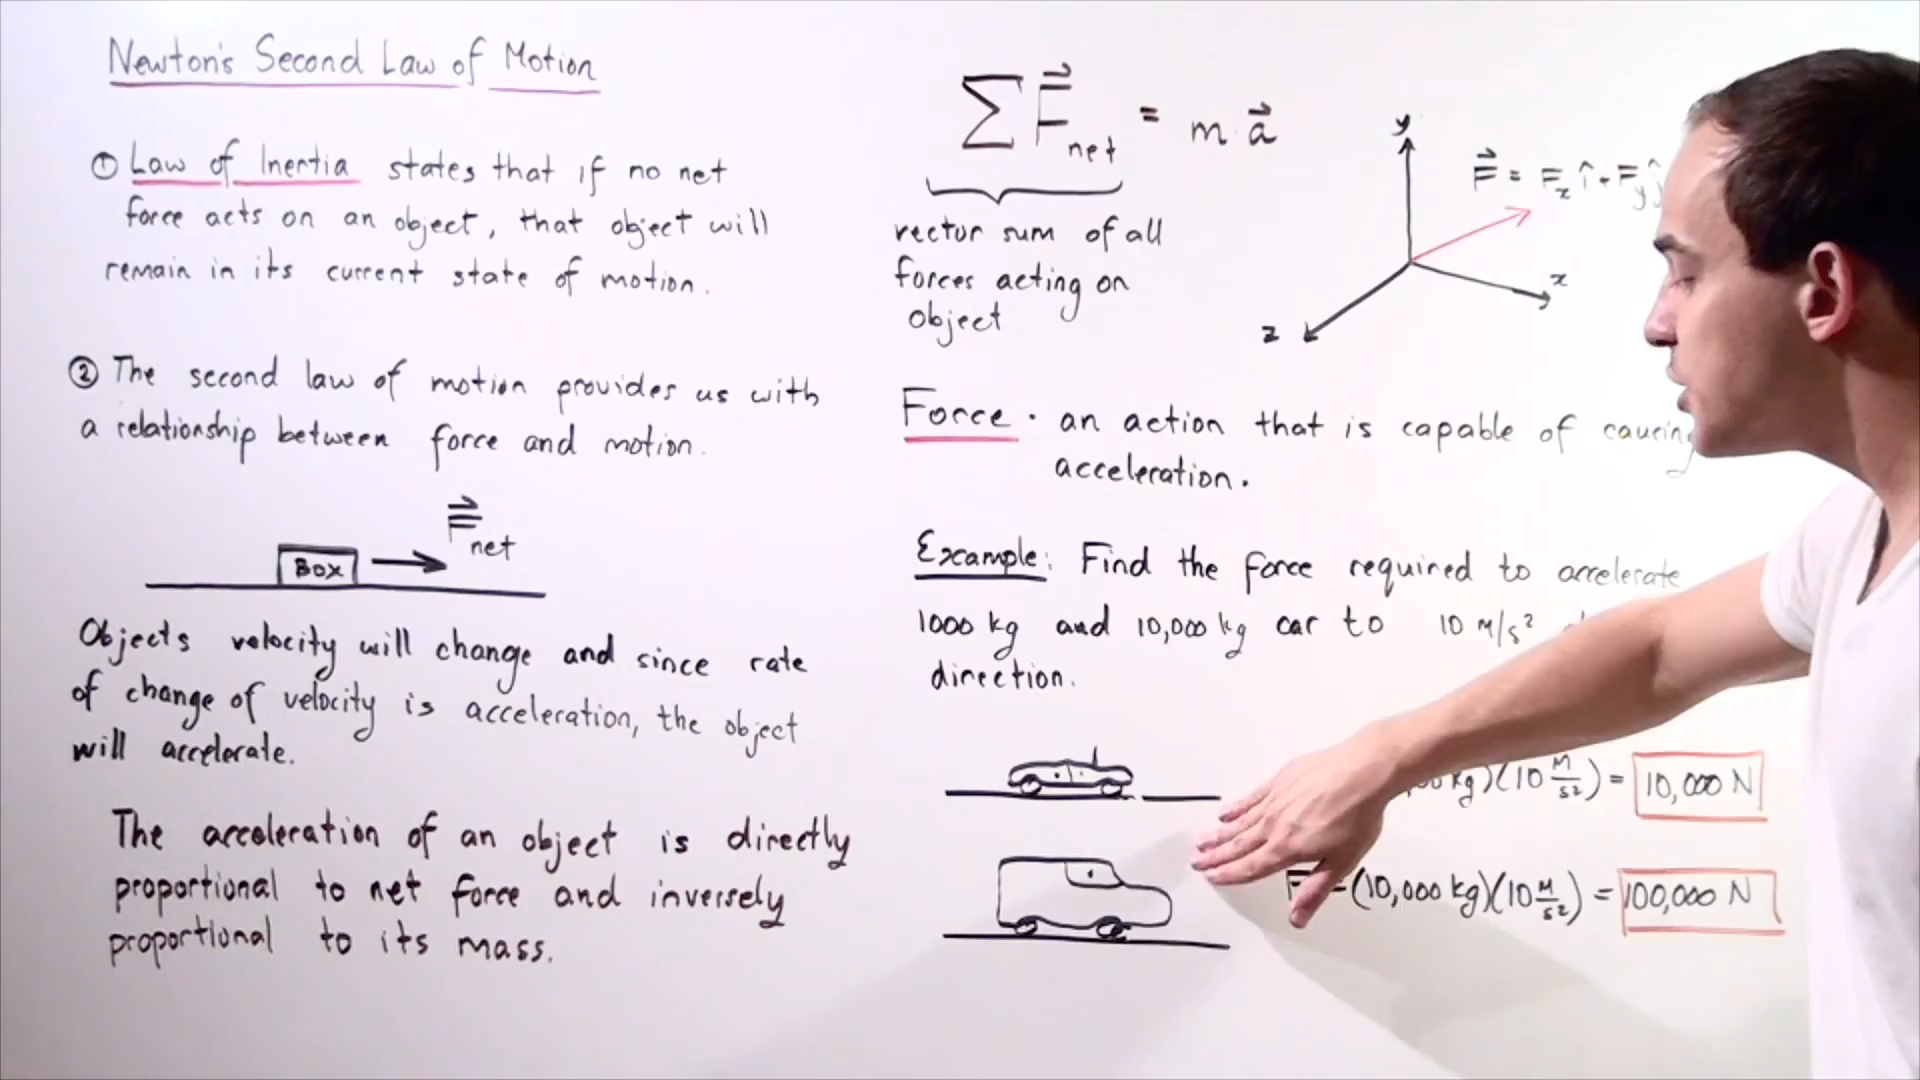 Newton's Second Law of Motion
① Law of Inertia states that if no net
force acts on an object, that object will
remain in its current state of motion.
② The second law of motion provides us with
a relationship between force and motion.
F net
BOX
Objects velocity will change and since rate
of change of velocity is acceleration, the object
will accelerate.
The acceleration of an object is directly
proportional to net force and inversely
proportional to its mass.
∑ F⃗ net = m a⃗
vector sum of all
forces acting on
object
y
F⃗ = Fx î + Fy ĵ
x
z
Force · an action that is capable of causing
acceleration.
Example: Find the force required to accelerate
1000 kg and 10,000 kg car to 10 M/s²
direction.
kg)(10 M/s²) = 10,000 N
= (10,000 kg)(10 M/s²) = 100,000 N